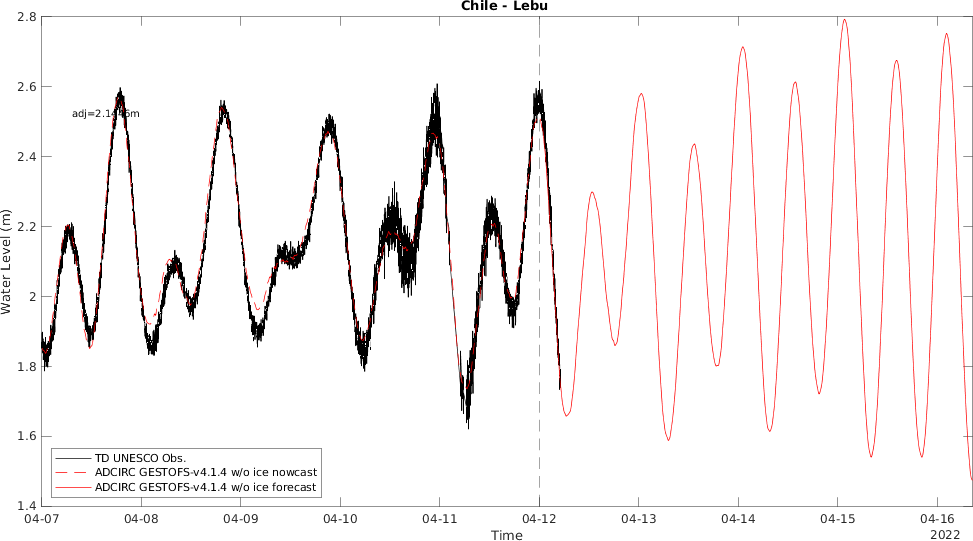 Chile - Lebu
2.8
2.6
2.4
2.2
2
1.8
1.6
1.4
Water Level (m)
TD UNESCO Obs.
ADCIRC GESTOFS-v4.1.4 w/o ice nowcast
ADCIRC GESTOFS-v4.1.4 w/o ice forecast
04-07 04-08 04-09 04-10 04-11 04-12 04-13 04-14 04-15 04-16
Time 2022